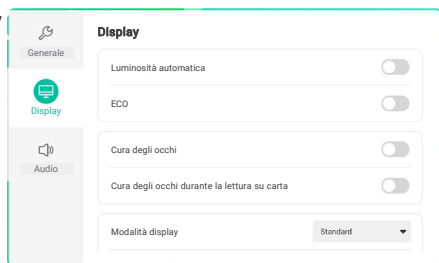 Generale
Display
Audio
Display
Luminosità automatica
ECO
Cura degli occhi
Cura degli occhi durante la lettura su carta
Modalità display
Standard